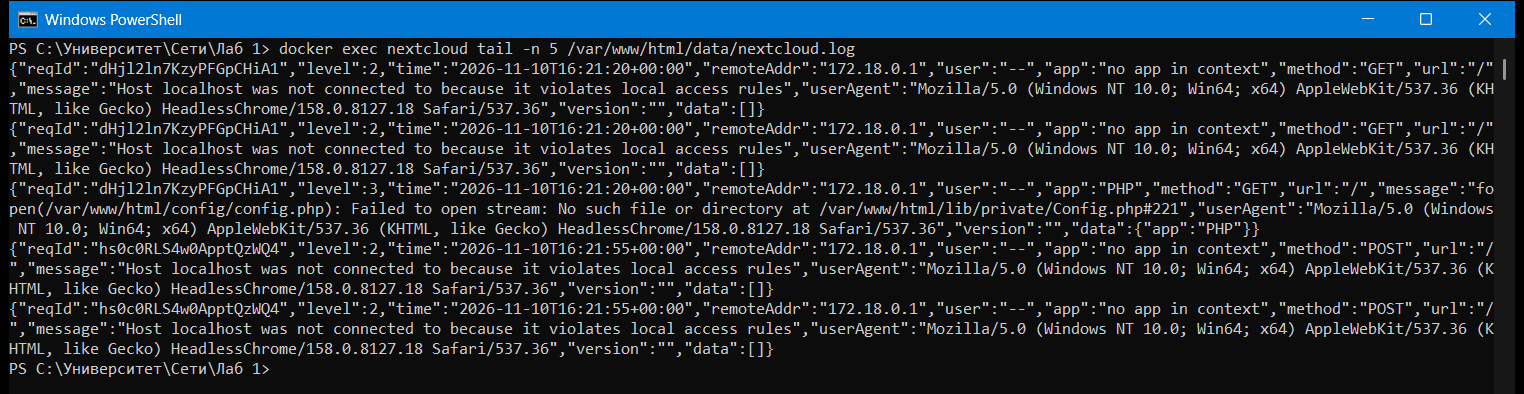 Windows PowerShell
PS C:\Университет\Сети\Лаб 1> docker exec nextcloud tail -n 5 /var/www/html/data/nextcloud.log
{"reqId":"dHjl2ln7KzyPFGpCHiA1","level":2,"time":"2026-11-10T16:21:20+00:00","remoteAddr":"172.18.0.1","user":"--","app":"no app in context","method":"GET","url":"/"
,"message":"Host localhost was not connected to because it violates local access rules","userAgent":"Mozilla/5.0 (Windows NT 10.0; Win64; x64) AppleWebKit/537.36 (KH
TML, like Gecko) HeadlessChrome/158.0.8127.18 Safari/537.36","version":"","data":[]}
{"reqId":"dHjl2ln7KzyPFGpCHiA1","level":2,"time":"2026-11-10T16:21:20+00:00","remoteAddr":"172.18.0.1","user":"--","app":"no app in context","method":"GET","url":"/"
,"message":"Host localhost was not connected to because it violates local access rules","userAgent":"Mozilla/5.0 (Windows NT 10.0; Win64; x64) AppleWebKit/537.36 (KH
TML, like Gecko) HeadlessChrome/158.0.8127.18 Safari/537.36","version":"","data":[]}
{"reqId":"dHjl2ln7KzyPFGpCHiA1","level":3,"time":"2026-11-10T16:21:20+00:00","remoteAddr":"172.18.0.1","user":"--","app":"PHP","method":"GET","url":"/","message":"fo
pen(/var/www/html/config/config.php): Failed to open stream: No such file or directory at /var/www/html/lib/private/Config.php#221","userAgent":"Mozilla/5.0 (Windows
 NT 10.0; Win64; x64) AppleWebKit/537.36 (KHTML, like Gecko) HeadlessChrome/158.0.8127.18 Safari/537.36","version":"","data":{"app":"PHP"}}
{"reqId":"hs0c0RLS4w0ApptQzWQ4","level":2,"time":"2026-11-10T16:21:55+00:00","remoteAddr":"172.18.0.1","user":"--","app":"no app in context","method":"POST","url":"/
","message":"Host localhost was not connected to because it violates local access rules","userAgent":"Mozilla/5.0 (Windows NT 10.0; Win64; x64) AppleWebKit/537.36 (K
HTML, like Gecko) HeadlessChrome/158.0.8127.18 Safari/537.36","version":"","data":[]}
{"reqId":"hs0c0RLS4w0ApptQzWQ4","level":2,"time":"2026-11-10T16:21:55+00:00","remoteAddr":"172.18.0.1","user":"--","app":"no app in context","method":"POST","url":"/
","message":"Host localhost was not connected to because it violates local access rules","userAgent":"Mozilla/5.0 (Windows NT 10.0; Win64; x64) AppleWebKit/537.36 (K
HTML, like Gecko) HeadlessChrome/158.0.8127.18 Safari/537.36","version":"","data":[]}
PS C:\Университет\Сети\Лаб 1>